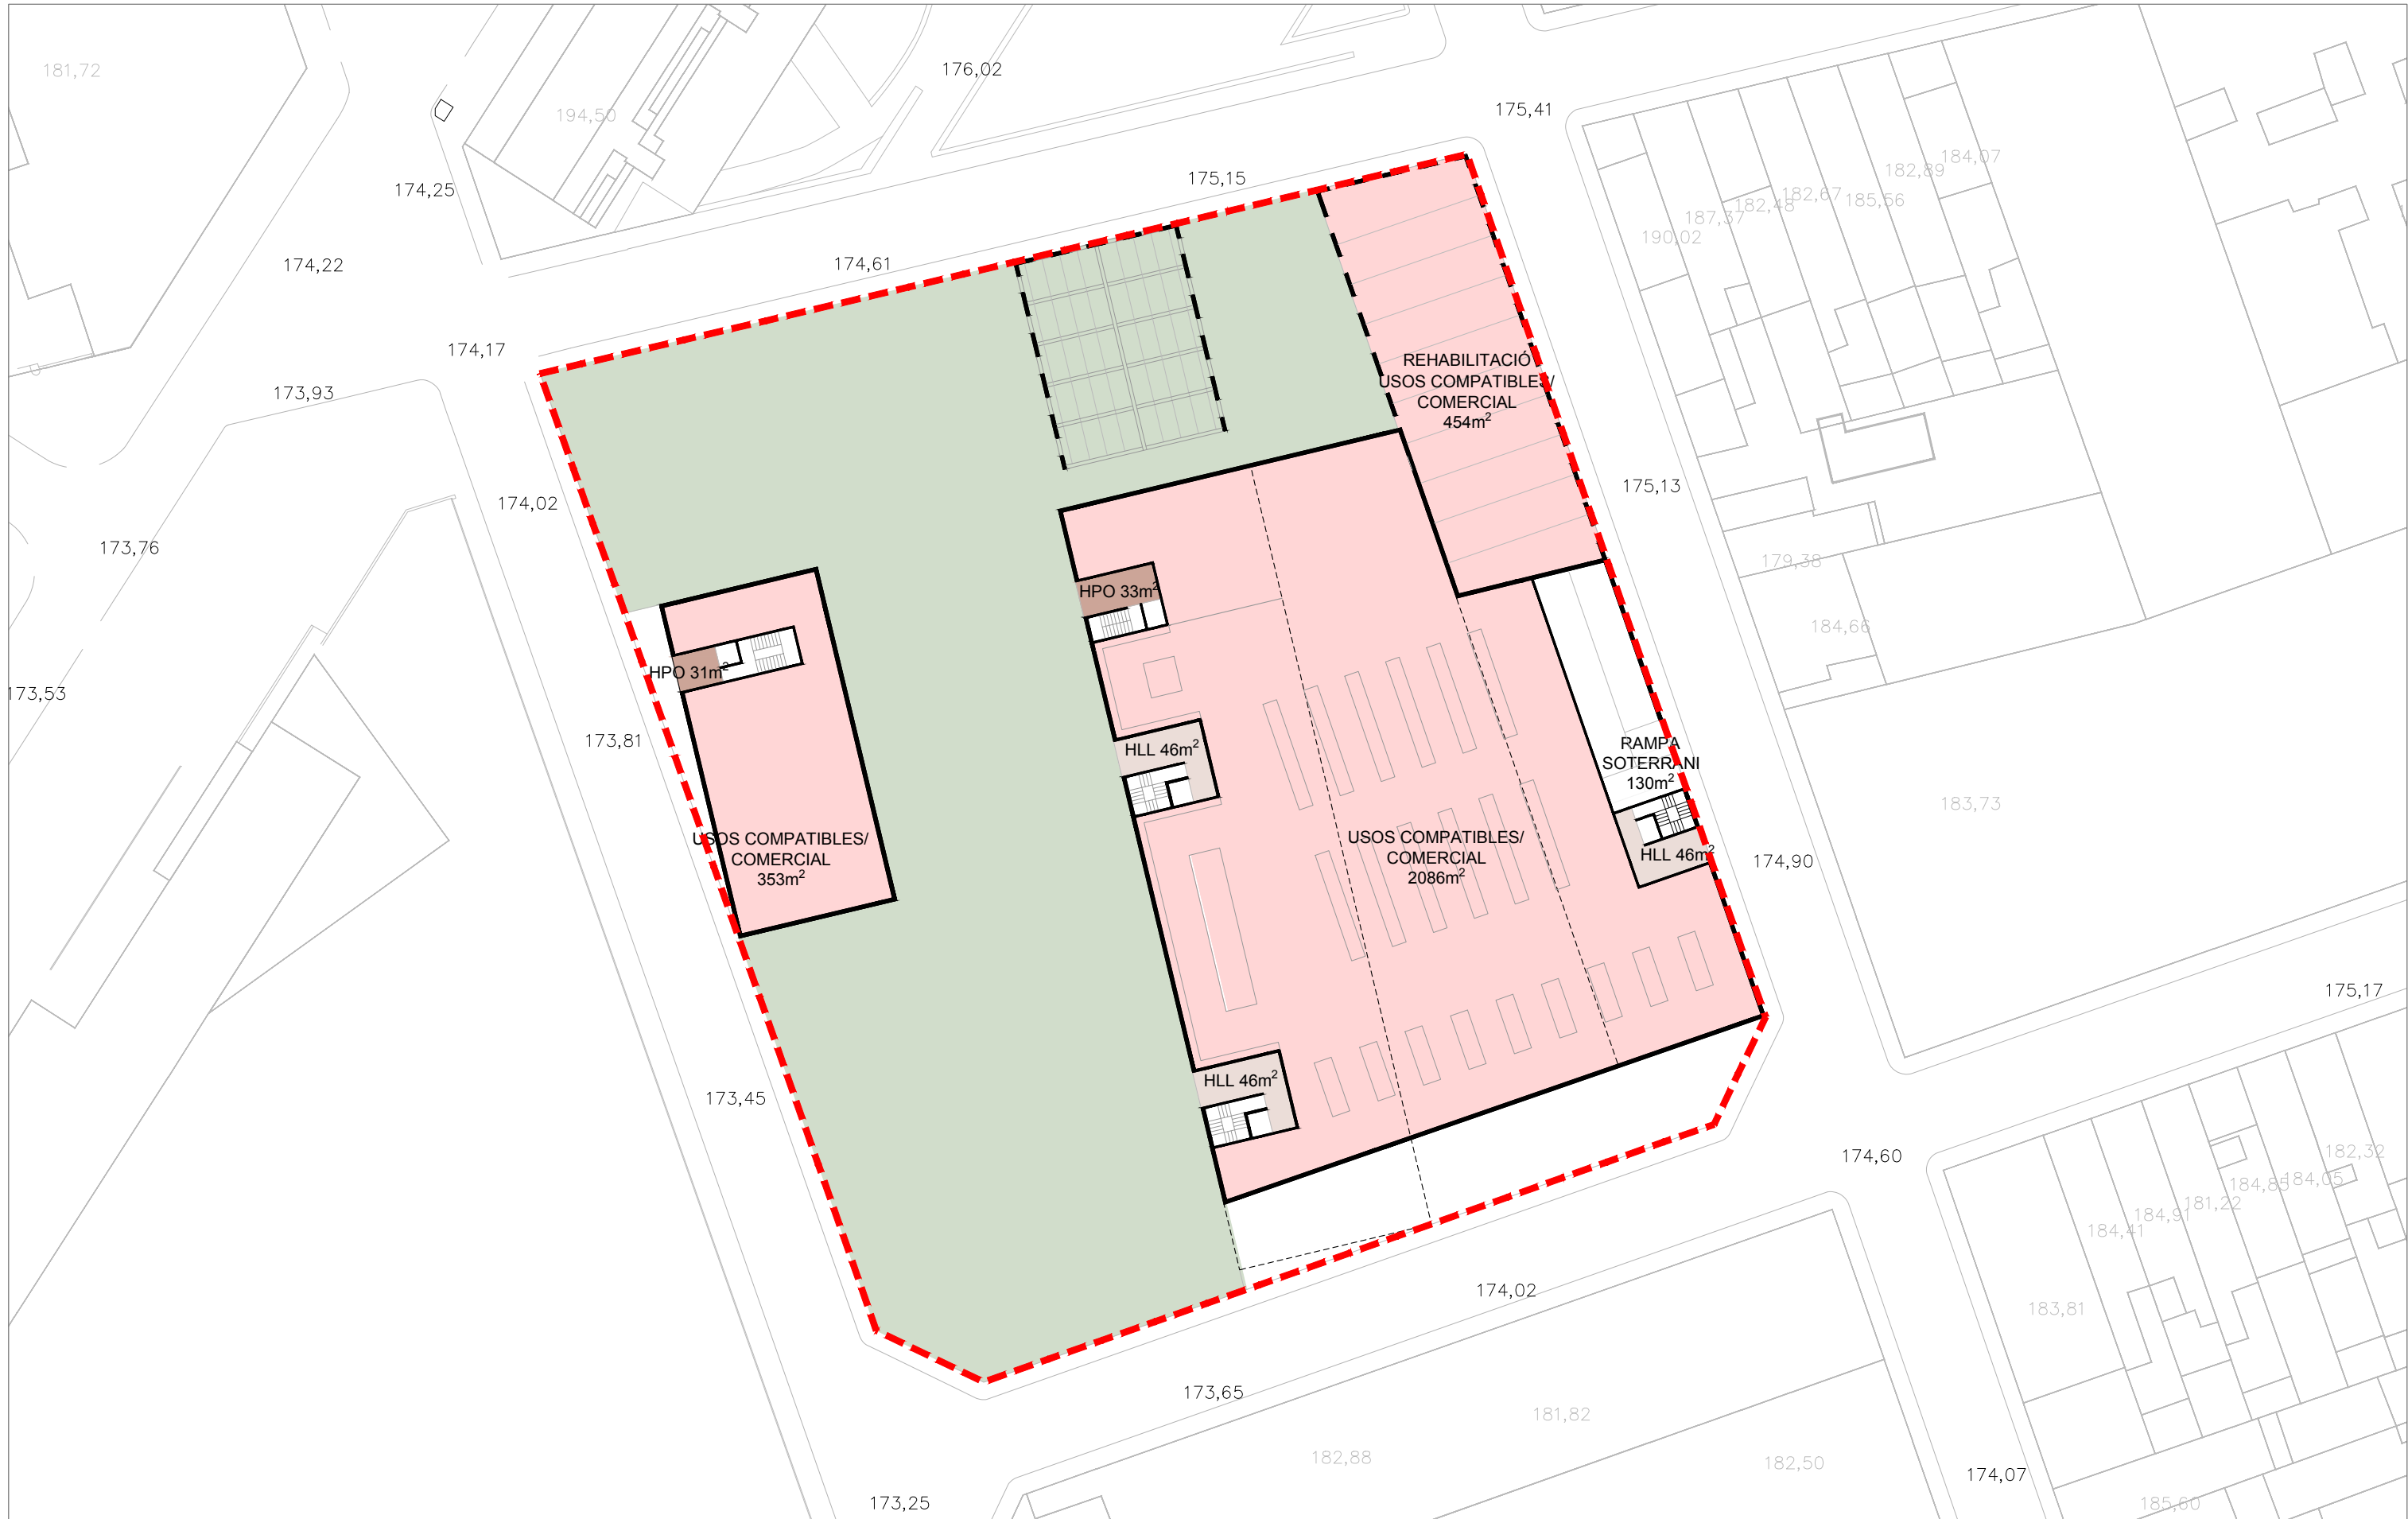 181,72
176,02
194,50
175,41
184,07
182,89
174,25
175,15
182,67
185,56
182,48
187,37
190,02
174,22
174,61
174,17
173,93
REHABILITACIÓ
USOS COMPATIBLES/
COMERCIAL
454m²
175,13
174,02
173,76
179,38
HPO 33m²
184,66
HPO 31m²
173,53
173,81
HLL 46m²
RAMPA
SOTERRANI
130m²
183,73
USOS COMPATIBLES/
COMERCIAL
353m²
USOS COMPATIBLES/
COMERCIAL
2086m²
HLL 46m²
174,90
175,17
HLL 46m²
173,45
174,60
182,32
184,85
184,05
181,22
184,91
184,41
174,02
183,81
173,65
181,82
182,88
182,50
174,07
173,25
185,60